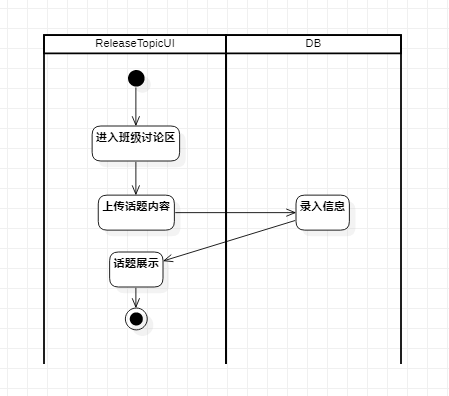 ReleaseTopicUI
DB
进入班级讨论区
上传话题内容
录入信息
话题展示